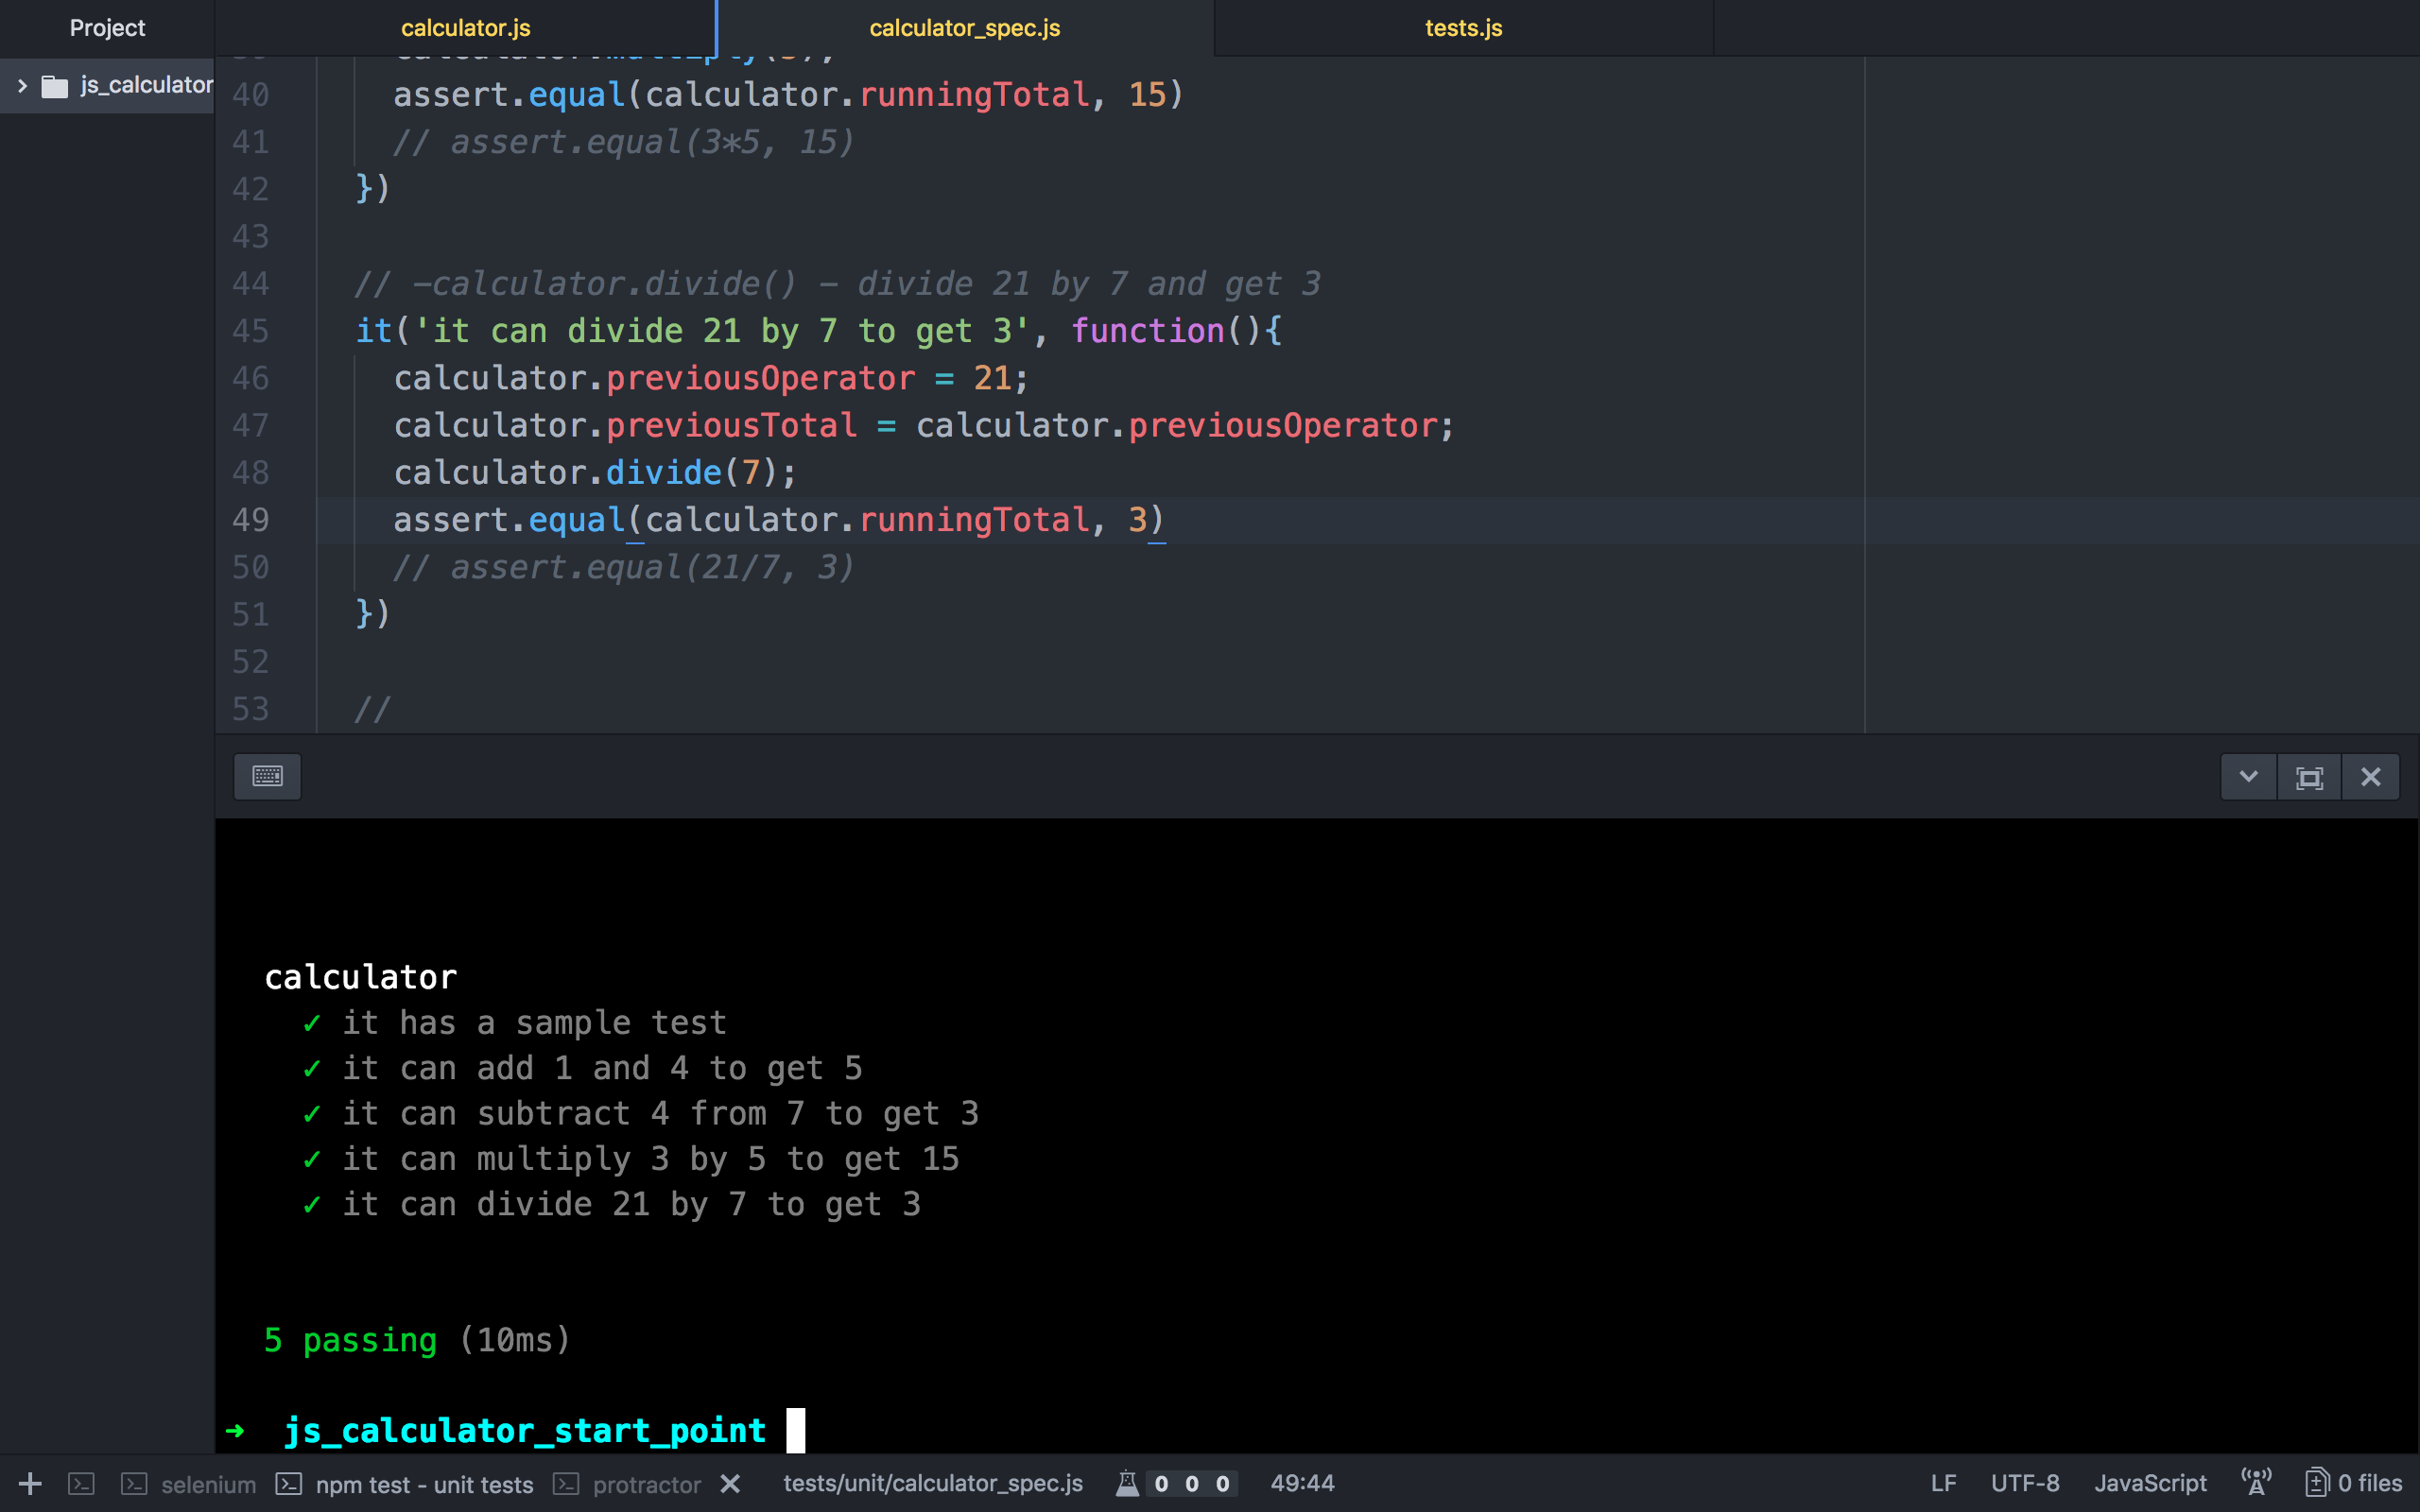 Project
calculator.js
calculator_spec.js
tests.js
js_calculator
40 assert.equal(calculator.runningTotal, 15)
41 // assert.equal(3*5, 15)
42 })
43
44 // -calculator.divide() - divide 21 by 7 and get 3
45 it('it can divide 21 by 7 to get 3', function(){
46 calculator.previousOperator = 21;
47 calculator.previousTotal = calculator.previousOperator;
48 calculator.divide(7);
49 assert.equal(calculator.runningTotal, 3)
50 // assert.equal(21/7, 3)
51 })
52
53 //
calculator
✓ it has a sample test
✓ it can add 1 and 4 to get 5
✓ it can subtract 4 from 7 to get 3
✓ it can multiply 3 by 5 to get 15
✓ it can divide 21 by 7 to get 3
5 passing (10ms)
➜ js_calculator_start_point
selenium npm test - unit tests protractor tests/unit/calculator_spec.js 0 0 0 49:44 LF UTF-8 JavaScript 0 files